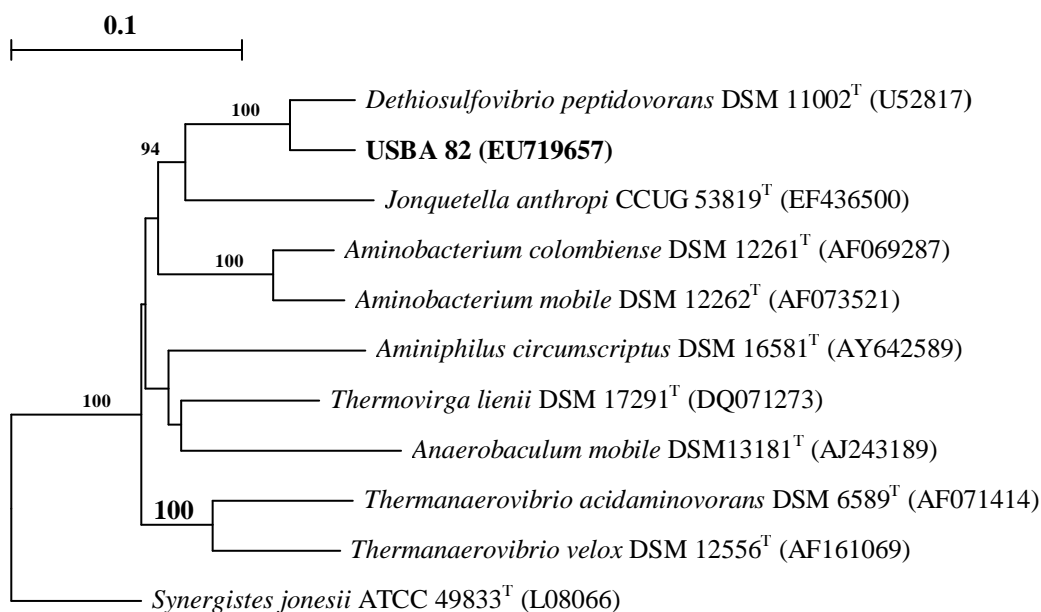 0.1
100
Dethiosulfovibrio peptidovorans DSM 11002ᵀ (U52817)
94
USBA 82 (EU719657)
Jonquetella anthropi CCUG 53819ᵀ (EF436500)
100
Aminobacterium colombiense DSM 12261ᵀ (AF069287)
Aminobacterium mobile DSM 12262ᵀ (AF073521)
Aminiphilus circumscriptus DSM 16581ᵀ (AY642589)
100
Thermovirga lienii DSM 17291ᵀ (DQ071273)
Anaerobaculum mobile DSM13181ᵀ (AJ243189)
100
Thermanaerovibrio acidaminovorans DSM 6589ᵀ (AF071414)
Thermanaerovibrio velox DSM 12556ᵀ (AF161069)
Synergistes jonesii ATCC 49833ᵀ (L08066)